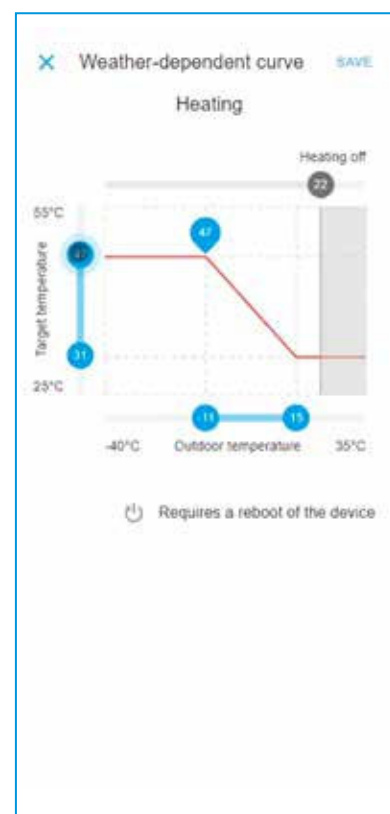 Weather-dependent curve SAVE
Heating
Heating off
22
55°C
47
47
Target temperature
31
25°C
-11 15
-40°C Outdoor temperature 35°C
Requires a reboot of the device